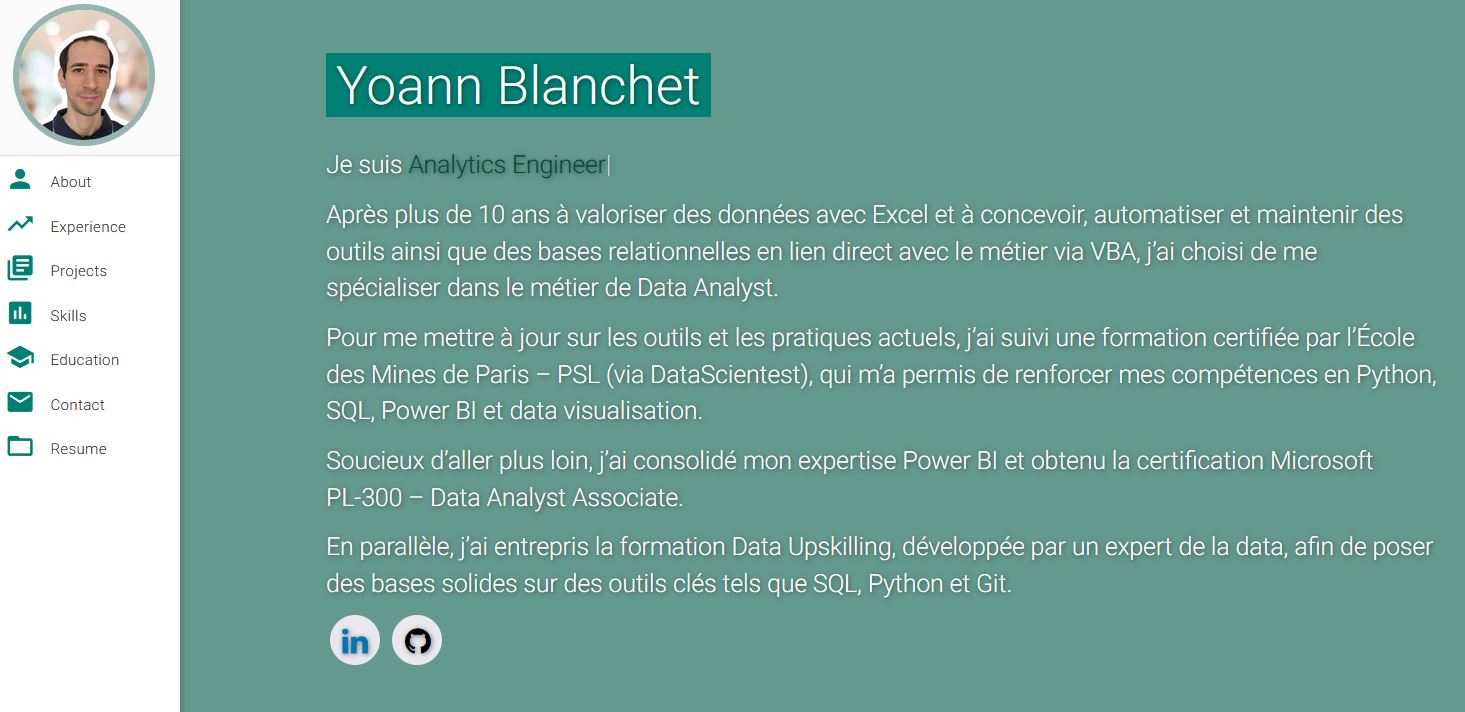 Yoann Blanchet
About
Experience
Projects
Skills
Education
Contact
Resume
Je suis Analytics Engineer|
Après plus de 10 ans à valoriser des données avec Excel et à concevoir, automatiser et maintenir des
outils ainsi que des bases relationnelles en lien direct avec le métier via VBA, j’ai choisi de me
spécialiser dans le métier de Data Analyst.
Pour me mettre à jour sur les outils et les pratiques actuels, j’ai suivi une formation certifiée par l’École
des Mines de Paris – PSL (via DataScientest), qui m’a permis de renforcer mes compétences en Python,
SQL, Power BI et data visualisation.
Soucieux d’aller plus loin, j’ai consolidé mon expertise Power BI et obtenu la certification Microsoft
PL-300 – Data Analyst Associate.
En parallèle, j’ai entrepris la formation Data Upskilling, développée par un expert de la data, afin de poser
des bases solides sur des outils clés tels que SQL, Python et Git.
in